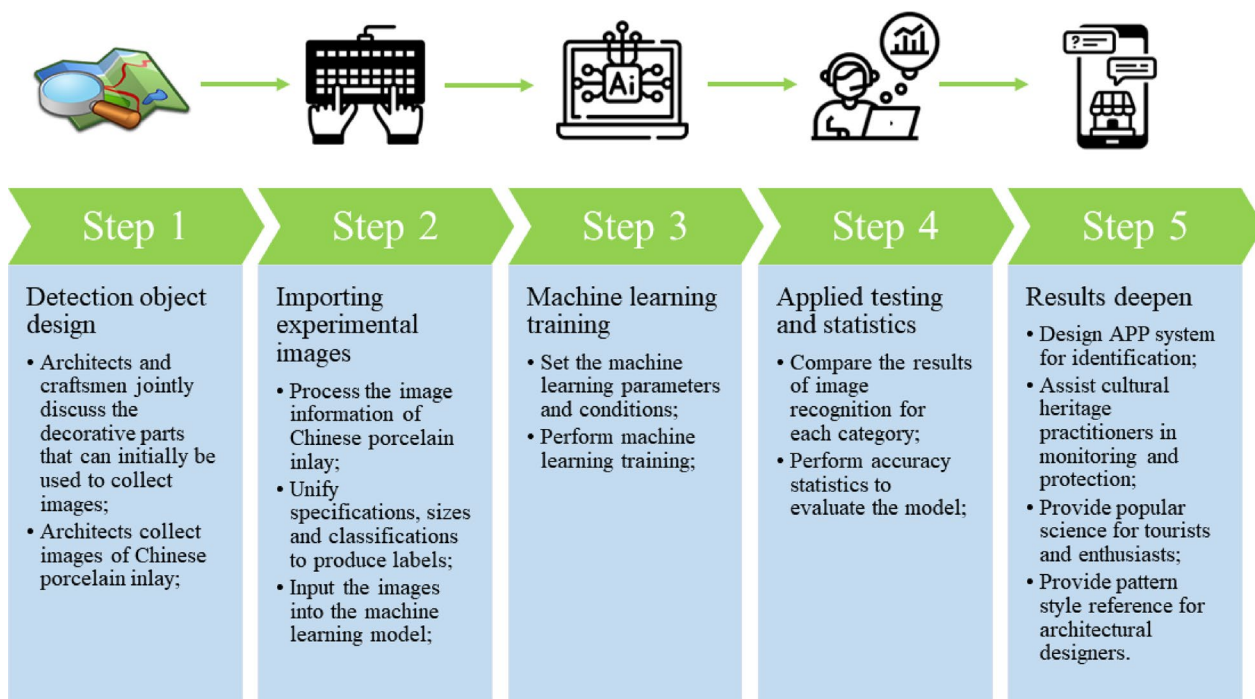 Ai
?
Step 1
Detection object
design
• Architects and
craftsmen jointly
discuss the
decorative parts
that can initially be
used to collect
images;
• Architects collect
images of Chinese
porcelain inlay;
Step 2
Importing
experimental
images
• Process the image
information of
Chinese porcelain
inlay;
• Unify
specifications, sizes
and classifications
to produce labels;
• Input the images
into the machine
learning model;
Step 3
Machine learning
training
• Set the machine
learning parameters
and conditions;
• Perform machine
learning training;
Step 4
Applied testing
and statistics
• Compare the results
of image
recognition for
each category;
• Perform accuracy
statistics to
evaluate the model;
Step 5
Results deepen
• Design APP system
for identification;
• Assist cultural
heritage
practitioners in
monitoring and
protection;
• Provide popular
science for tourists
and enthusiasts;
• Provide pattern
style reference for
architectural
designers.